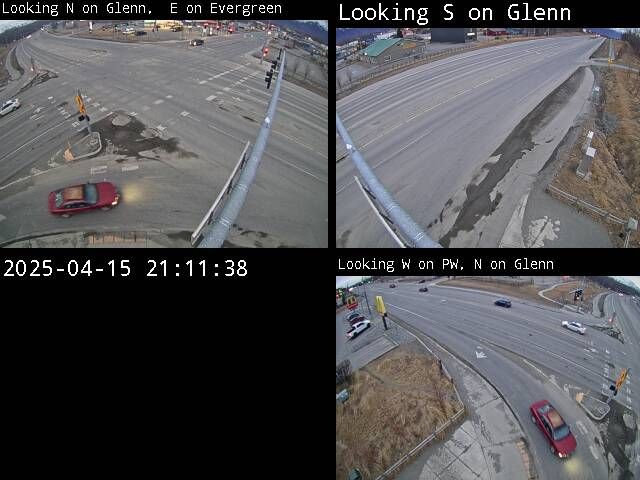 Looking N on Glenn,  E on Evergreen
Looking S on Glenn
2025-04-15 21:11:38
Looking W on PW, N on Glenn